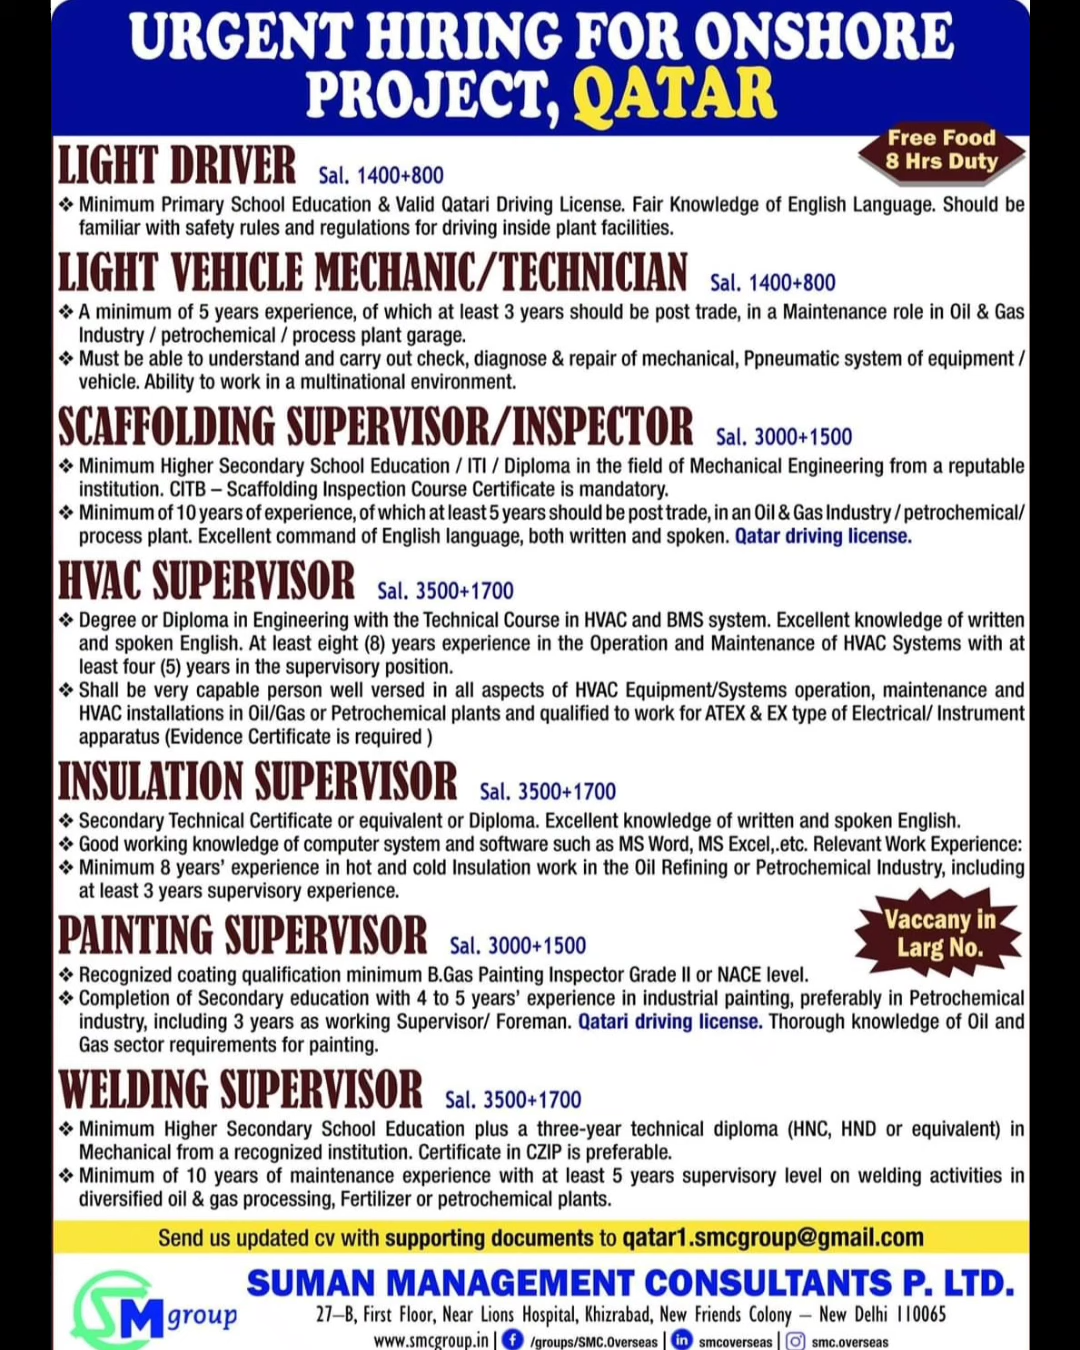 URGENT HIRING FOR ONSHORE
PROJECT, QATAR
Free Food
8 Hrs Duty
LIGHT DRIVER Sal. 1400+800
❖ Minimum Primary School Education & Valid Qatari Driving License. Fair Knowledge of English Language. Should be
familiar with safety rules and regulations for driving inside plant facilities.
LIGHT VEHICLE MECHANIC/TECHNICIAN Sal. 1400+800
❖ A minimum of 5 years experience, of which at least 3 years should be post trade, in a Maintenance role in Oil & Gas
Industry / petrochemical / process plant garage.
❖ Must be able to understand and carry out check, diagnose & repair of mechanical, Ppneumatic system of equipment /
vehicle. Ability to work in a multinational environment.
SCAFFOLDING SUPERVISOR/INSPECTOR Sal. 3000+1500
❖ Minimum Higher Secondary School Education / ITI / Diploma in the field of Mechanical Engineering from a reputable
institution. CITB – Scaffolding Inspection Course Certificate is mandatory.
❖ Minimum of 10 years of experience, of which at least 5 years should be post trade, in an Oil & Gas Industry / petrochemical/
process plant. Excellent command of English language, both written and spoken. Qatar driving license.
HVAC SUPERVISOR Sal. 3500+1700
❖ Degree or Diploma in Engineering with the Technical Course in HVAC and BMS system. Excellent knowledge of written
and spoken English. At least eight (8) years experience in the Operation and Maintenance of HVAC Systems with at
least four (5) years in the supervisory position.
❖ Shall be very capable person well versed in all aspects of HVAC Equipment/Systems operation, maintenance and
HVAC installations in Oil/Gas or Petrochemical plants and qualified to work for ATEX & EX type of Electrical/ Instrument
apparatus (Evidence Certificate is required )
INSULATION SUPERVISOR Sal. 3500+1700
❖ Secondary Technical Certificate or equivalent or Diploma. Excellent knowledge of written and spoken English.
❖ Good working knowledge of computer system and software such as MS Word, MS Excel,.etc. Relevant Work Experience:
❖ Minimum 8 years' experience in hot and cold Insulation work in the Oil Refining or Petrochemical Industry, including
at least 3 years supervisory experience.
PAINTING SUPERVISOR Sal. 3000+1500
Vaccany in
Larg No.
❖ Recognized coating qualification minimum B.Gas Painting Inspector Grade II or NACE level.
❖ Completion of Secondary education with 4 to 5 years' experience in industrial painting, preferably in Petrochemical
industry, including 3 years as working Supervisor/ Foreman. Qatari driving license. Thorough knowledge of Oil and
Gas sector requirements for painting.
WELDING SUPERVISOR Sal. 3500+1700
❖ Minimum Higher Secondary School Education plus a three-year technical diploma (HNC, HND or equivalent) in
Mechanical from a recognized institution. Certificate in CZIP is preferable.
❖ Minimum of 10 years of maintenance experience with at least 5 years supervisory level on welding activities in
diversified oil & gas processing, Fertilizer or petrochemical plants.
Send us updated cv with supporting documents to qatar1.smcgroup@gmail.com
SM group
SUMAN MANAGEMENT CONSULTANTS P. LTD.
27–B, First Floor, Near Lions Hospital, Khizrabad, New Friends Colony – New Delhi 110065
www.smcgroup.in | f /groups/SMC.Overseas | in smcoverseas | smc.overseas